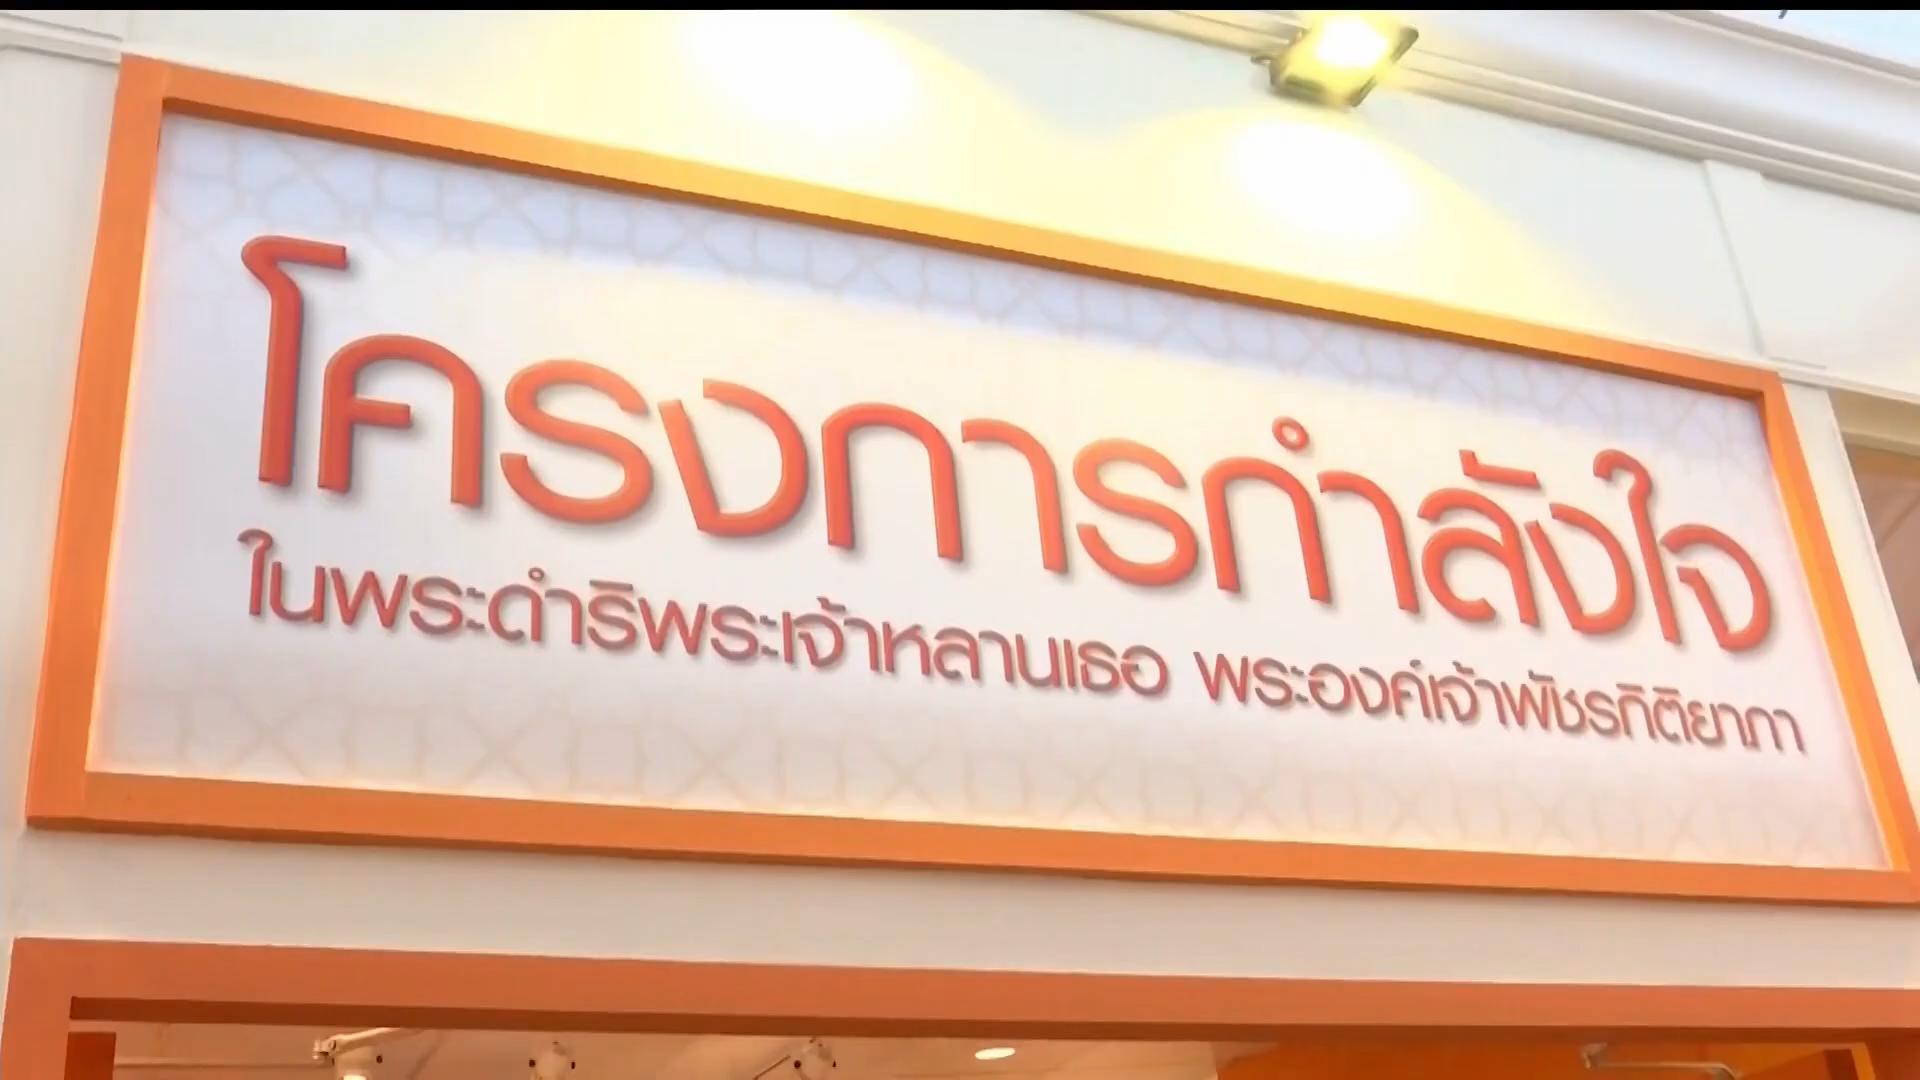 โครงการกำลังใจ
ในพระดำริพระเจ้าหลานเธอ พระองค์เจ้าพัชรกิติยาภา